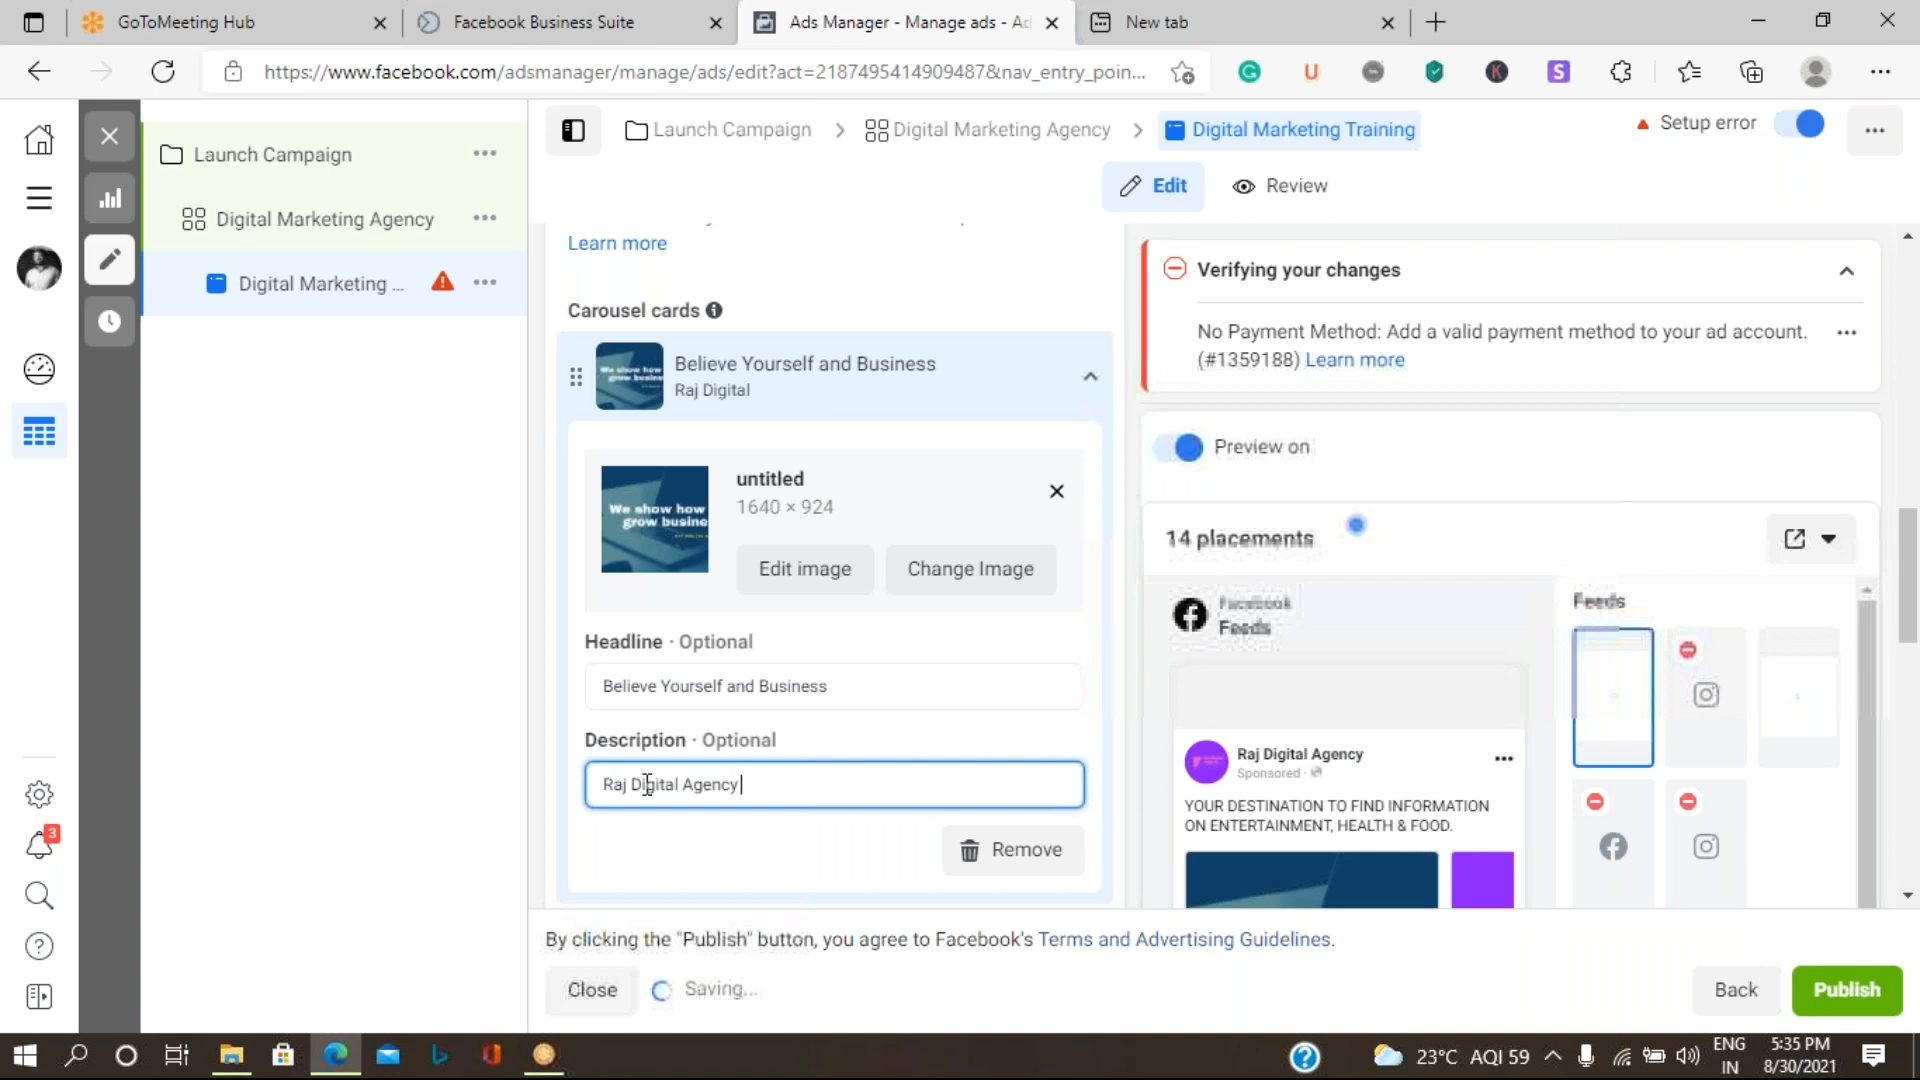 GoToMeeting Hub
Facebook Business Suite
Ads Manager - Manage ads - Ad
New tab
https://www.facebook.com/adsmanager/manage/ads/edit?act=2187495414909487&nav_entry_poin...
Launch Campaign
Digital Marketing Agency
Digital Marketing ...
Launch Campaign
Digital Marketing Agency
Digital Marketing Training
Setup error
Edit
Review
Learn more
Carousel cards
Believe Yourself and Business
Raj Digital
untitled
1640 × 924
We show how
grow busine
Edit image
Change Image
Headline · Optional
Believe Yourself and Business
Description · Optional
Raj Digital Agency
Remove
Verifying your changes
No Payment Method: Add a valid payment method to your ad account.
(#1359188) Learn more
Preview on
14 placements
Facebook
Feeds
Feeds
Raj Digital Agency
Sponsored ·
YOUR DESTINATION TO FIND INFORMATION
ON ENTERTAINMENT, HEALTH & FOOD.
By clicking the "Publish" button, you agree to Facebook's Terms and Advertising Guidelines.
Close
Saving...
Back
Publish
3
23°C AQI 59
ENG
IN
5:35 PM
8/30/2021